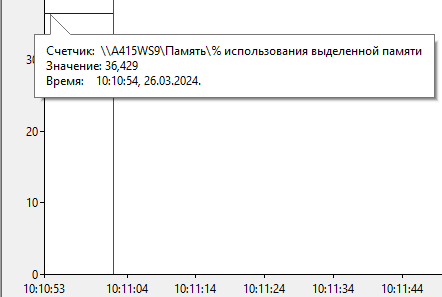 Счетчик: \\A415WS9\Память\% использования выделенной памяти
Значение: 36,429
Время: 10:10:54, 26.03.2024.
30
20
10
0
10:10:53 10:11:04 10:11:14 10:11:24 10:11:34 10:11:44